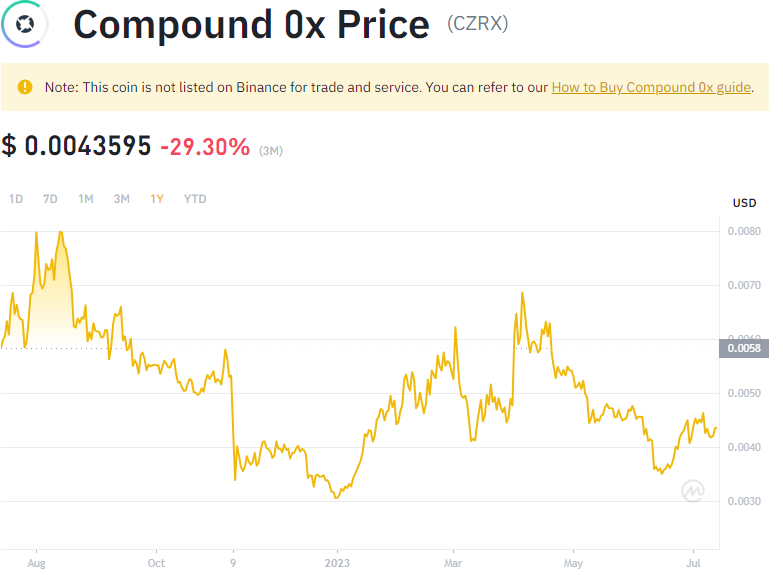 Compound 0x Price (CZRX)
Note: This coin is not listed on Binance for trade and service. You can refer to our How to Buy Compound 0x guide.
$ 0.0043595 -29.30% (3M)
1D 7D 1M 3M 1Y YTD
USD
0.0080
0.0070
0.0060
0.0058
0.0050
0.0040
0.0030
Aug Oct 9 2023 Mar May Jul